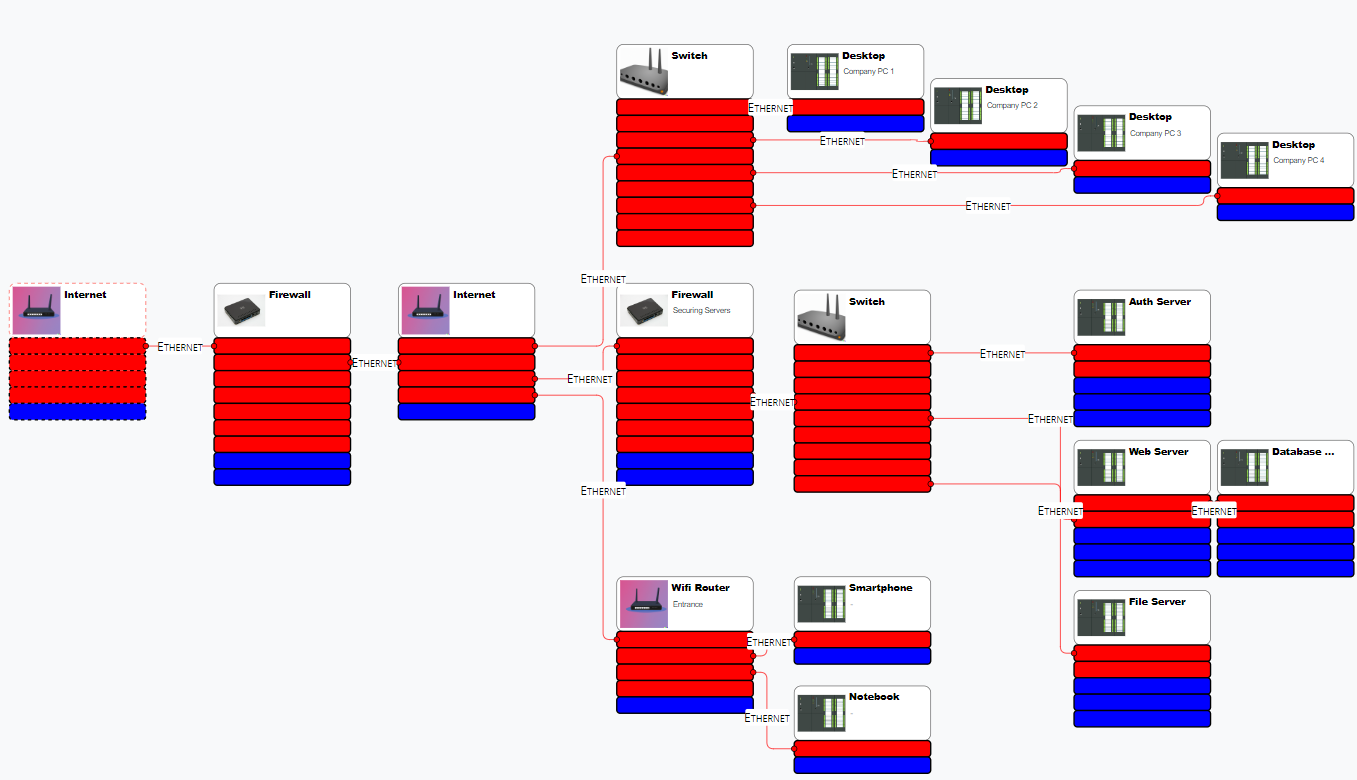 Switch
Desktop
Company PC 1
Desktop
Company PC 2
Desktop
Company PC 3
Desktop
Company PC 4
ETHERNET
ETHERNET
ETHERNET
ETHERNET
ETHERNET
Internet
Firewall
Internet
Firewall
Securing Servers
Switch
Auth Server
ETHERNET
ETHERNET
ETHERNET
ETHERNET
ETHERNET
ETHERNET
Web Server
Database ...
ETHERNET
ETHERNET
ETHERNET
Wifi Router
Entrance
Smartphone
-
File Server
ETHERNET
Notebook
-
ETHERNET